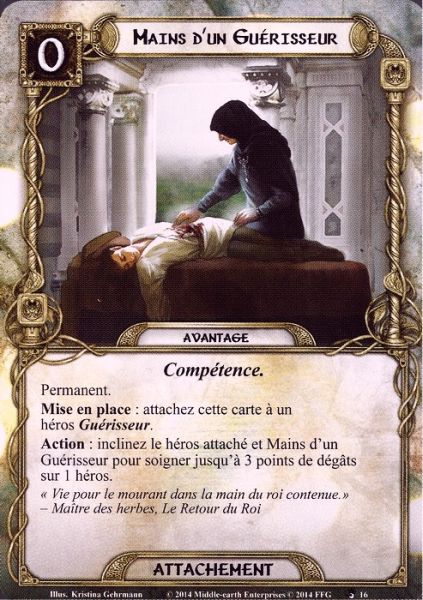 0
Mains d'un Guérisseur
AVANTAGE
Compétence.
Permanent.
Mise en place : attachez cette carte à un
héros Guérisseur.
Action : inclinez le héros attaché et Mains d'un
Guérisseur pour soigner jusqu'à 3 points de dégâts
sur 1 héros.
« Vie pour le mourant dans la main du roi contenue.»
– Maître des herbes, Le Retour du Roi
ATTACHEMENT
Illus. Kristina Gehrmann © 2014 Middle-earth Enterprises © 2014 FFG 16